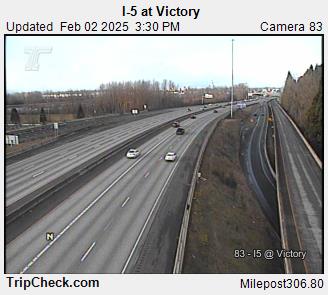 I-5 at Victory
Updated Feb 02 2025 3:30 PM Camera 83
N
83 - I5 @ Victory
TripCheck.com Milepost306.80